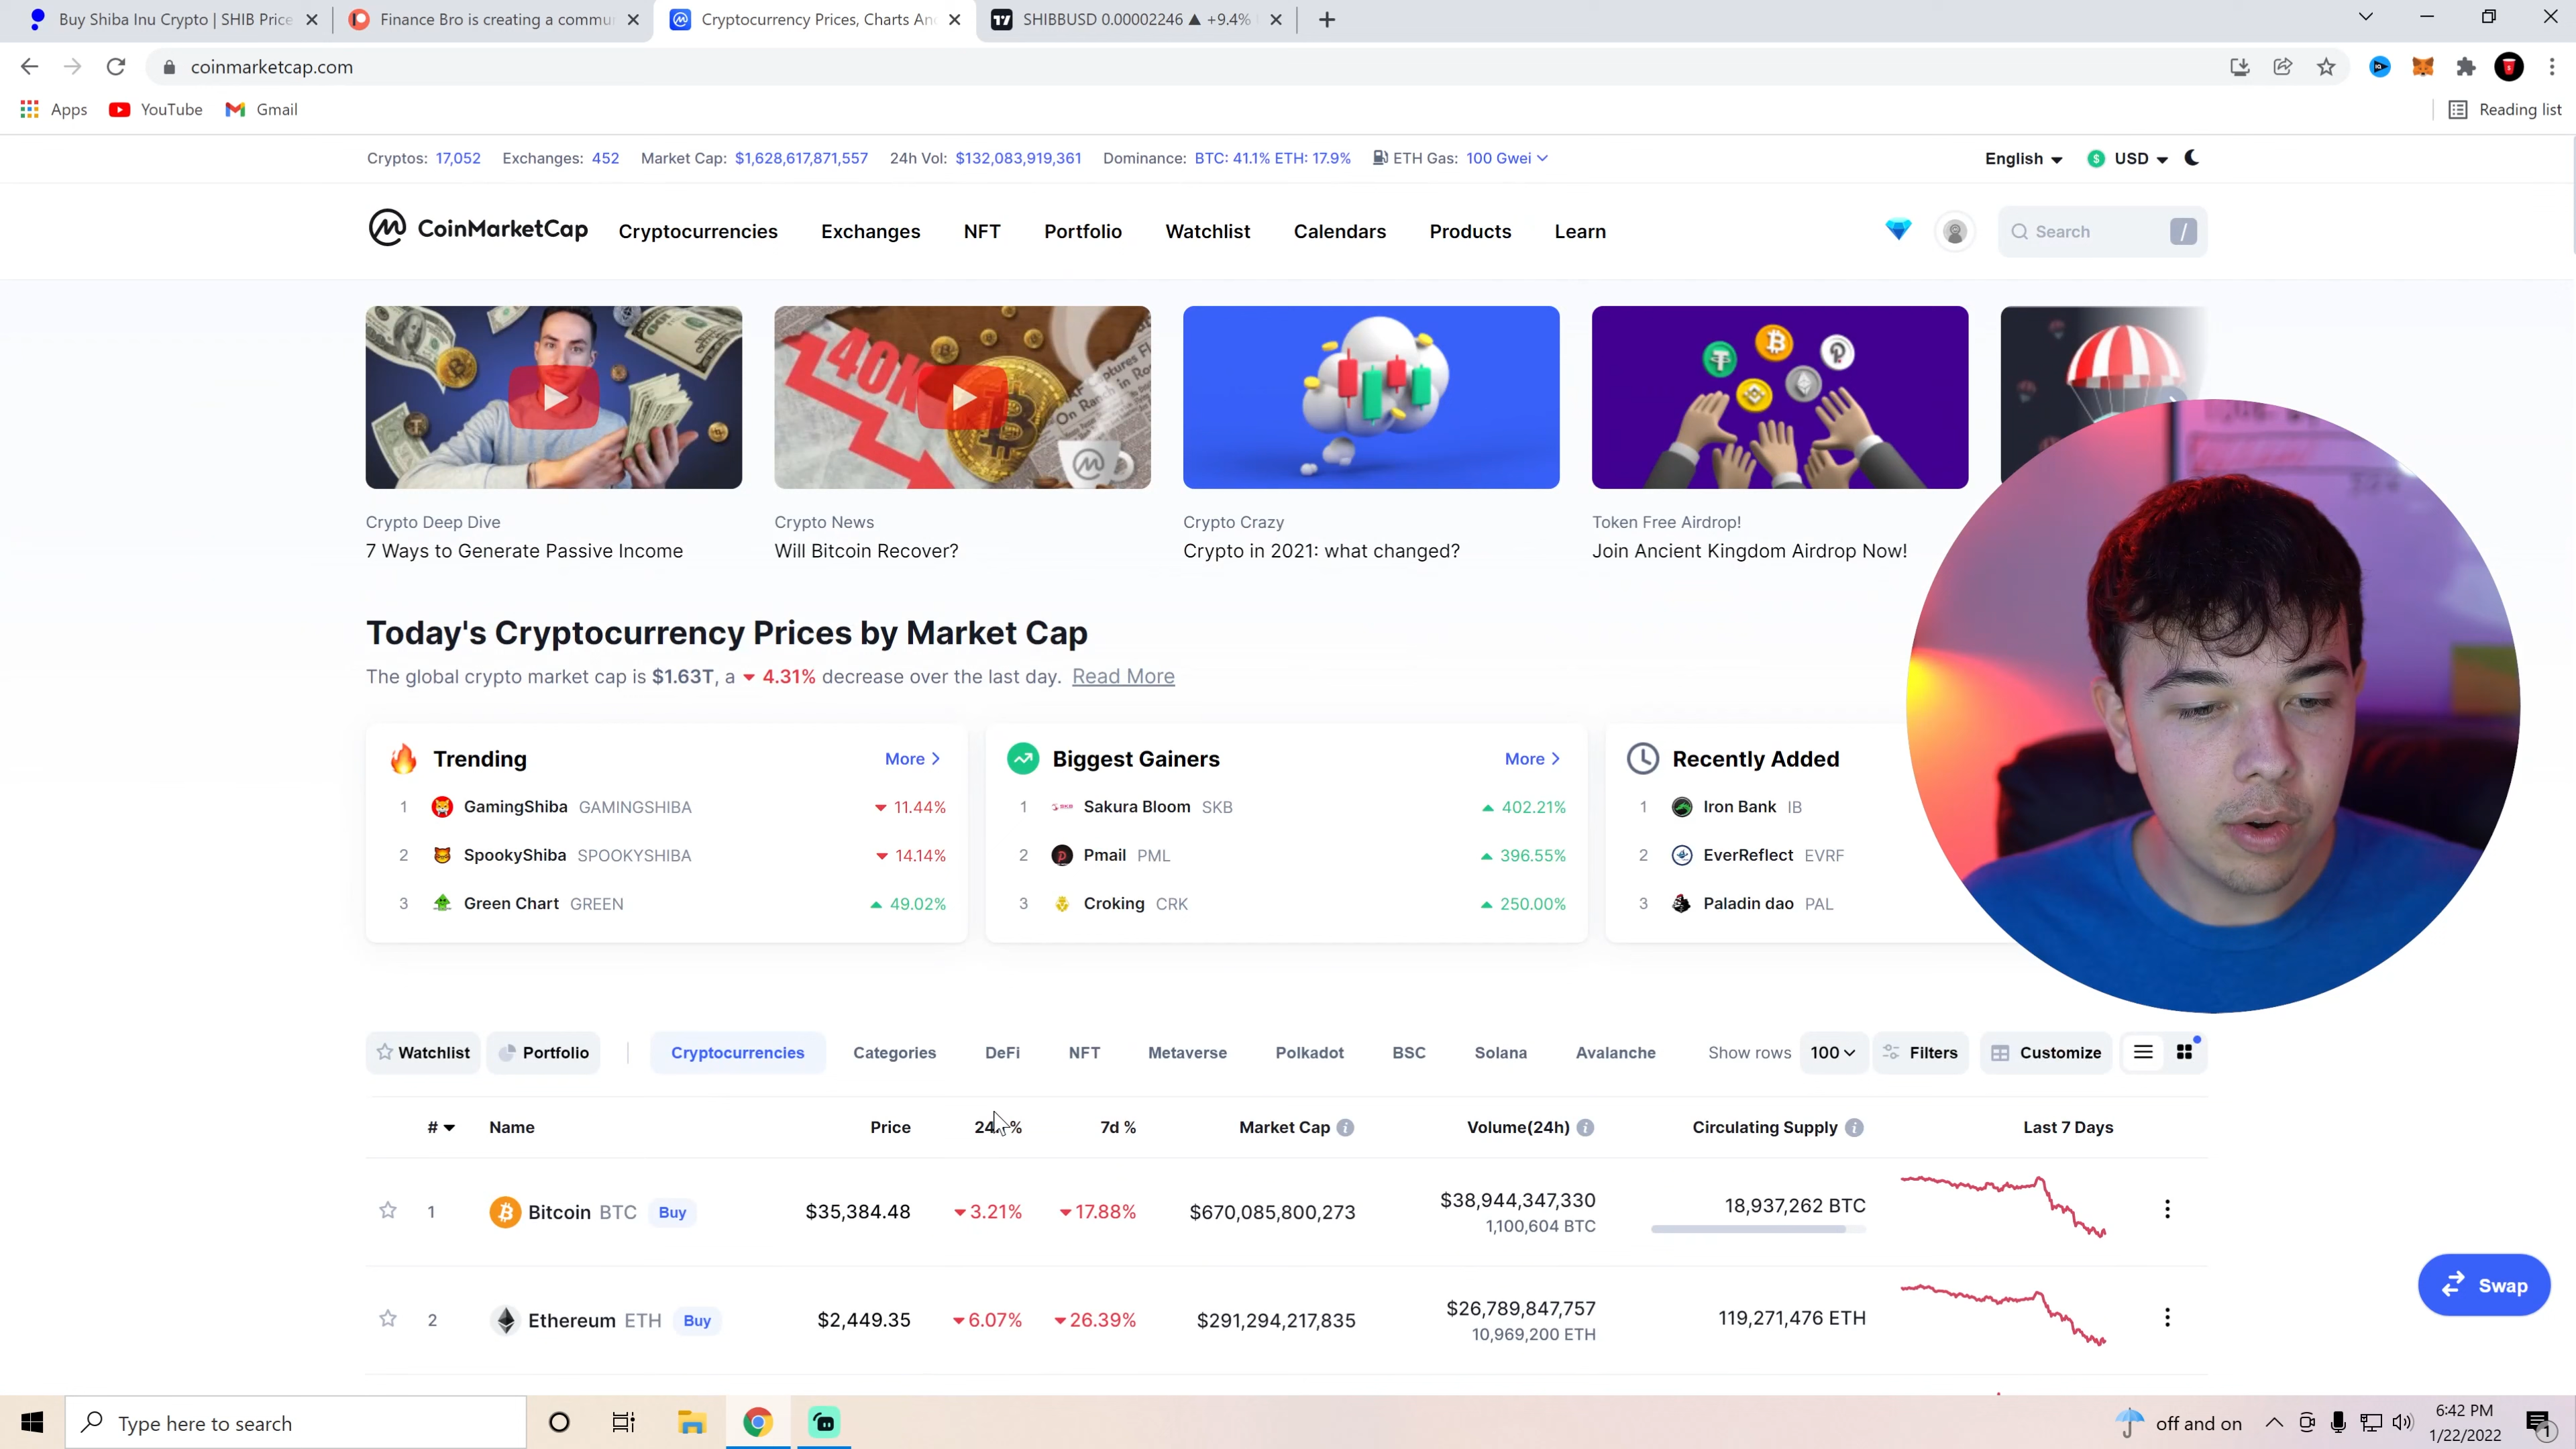 Buy Shiba Inu Crypto | SHIB Price
Finance Bro is creating a commu
Cryptocurrency Prices, Charts An
SHIBBUSD 0.00002246 ▲ +9.4%
coinmarketcap.com
Apps YouTube Gmail Reading list
Cryptos: 17,052 Exchanges: 452 Market Cap: $1,628,617,871,557 24h Vol: $132,083,919,361 Dominance: BTC: 41.1% ETH: 17.9% ETH Gas: 100 Gwei English USD
CoinMarketCap Cryptocurrencies Exchanges NFT Portfolio Watchlist Calendars Products Learn Search /
40K
Crypto Deep Dive
7 Ways to Generate Passive Income
Crypto News
Will Bitcoin Recover?
Crypto Crazy
Crypto in 2021: what changed?
Token Free Airdrop!
Join Ancient Kingdom Airdrop Now!
Today's Cryptocurrency Prices by Market Cap
The global crypto market cap is $1.63T, a ▼ 4.31% decrease over the last day. Read More
Trending More >
1 GamingShiba GAMINGSHIBA ▼ 11.44%
2 SpookyShiba SPOOKYSHIBA ▼ 14.14%
3 Green Chart GREEN ▲ 49.02%
Biggest Gainers More >
1 Sakura Bloom SKB ▲ 402.21%
2 Pmail PML ▲ 396.55%
3 Croking CRK ▲ 250.00%
Recently Added
1 Iron Bank IB
2 EverReflect EVRF
3 Paladin dao PAL
Watchlist Portfolio Cryptocurrencies Categories DeFi NFT Metaverse Polkadot BSC Solana Avalanche Show rows 100 Filters Customize
# Name Price 24h % 7d % Market Cap Volume(24h) Circulating Supply Last 7 Days
1 Bitcoin BTC Buy $35,384.48 ▼3.21% ▼17.88% $670,085,800,273 $38,944,347,330 18,937,262 BTC
1,100,604 BTC
2 Ethereum ETH Buy $2,449.35 ▼6.07% ▼26.39% $291,294,217,835 $26,789,847,757 119,271,476 ETH
10,969,200 ETH
Swap
Type here to search
off and on
6:42 PM
1/22/2022
1